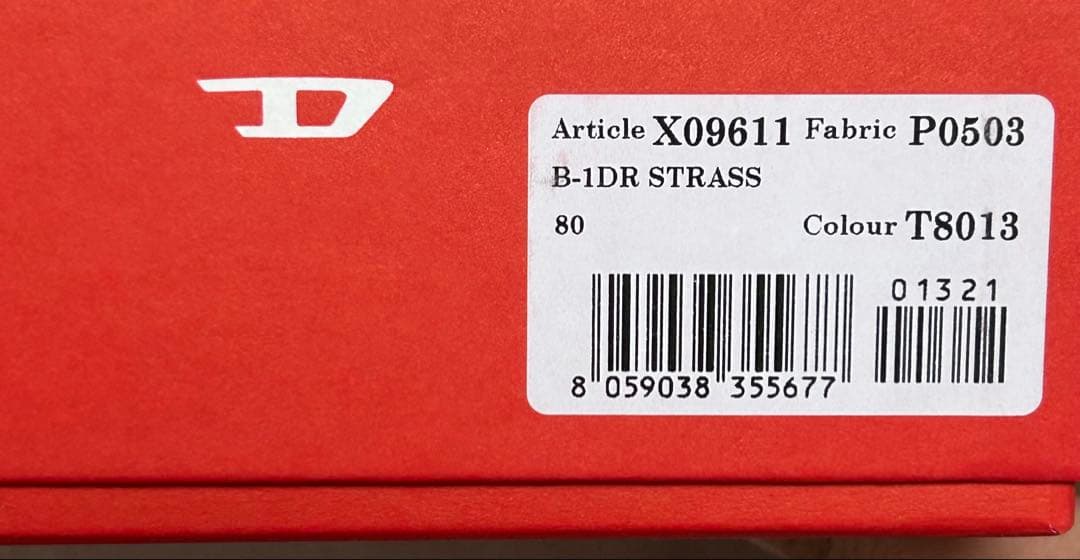 D
Article X09611 Fabric P0503
B-1DR STRASS
80 Colour T8013
01321
8 059038 355677